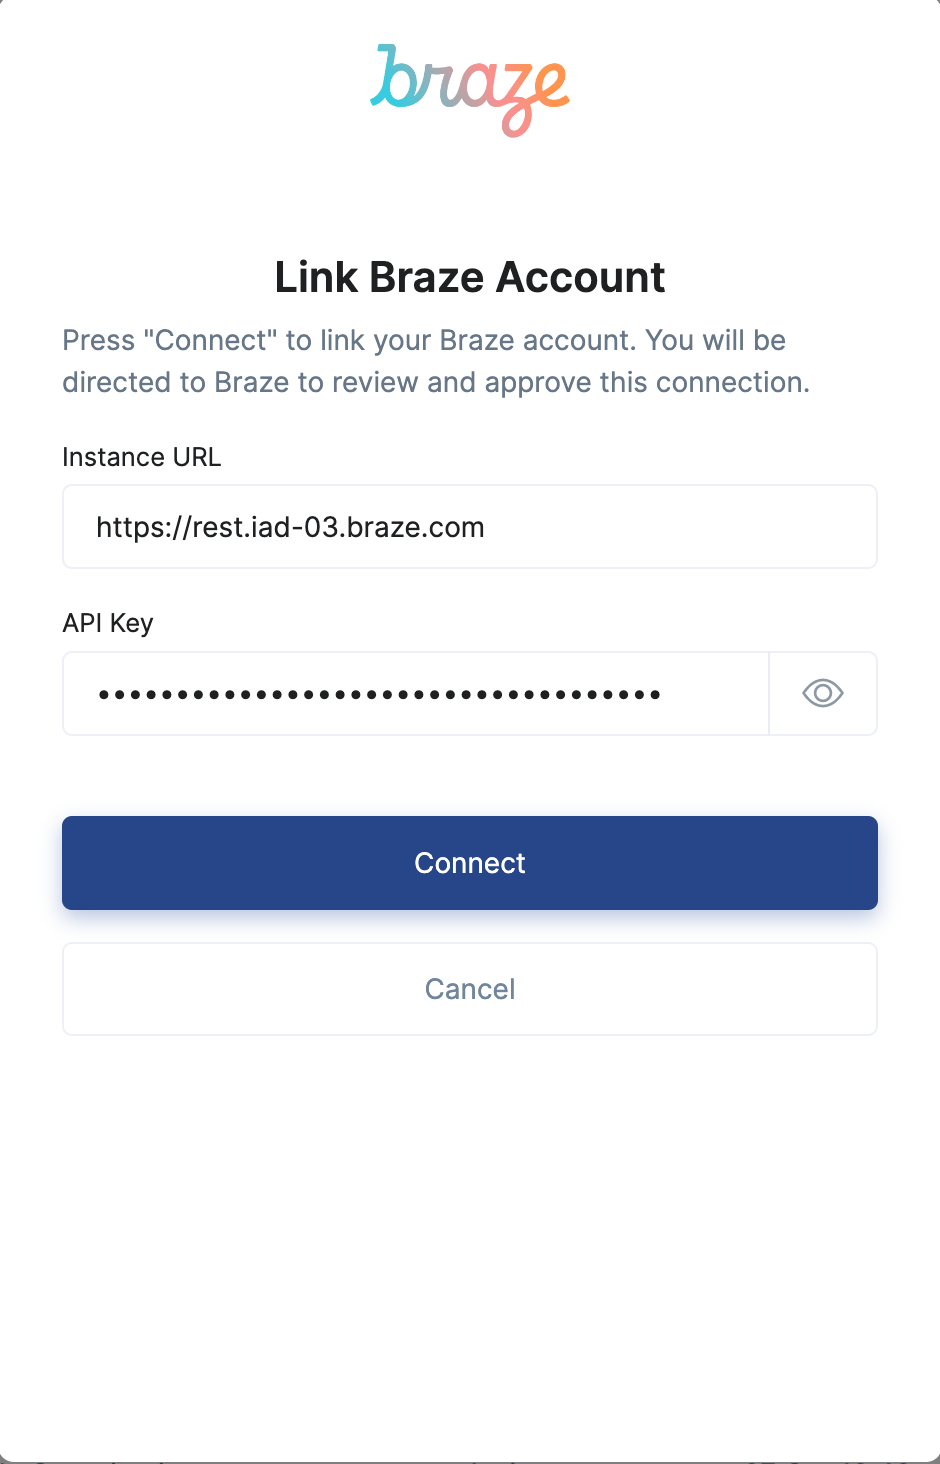 braze
Link Braze Account
Press "Connect" to link your Braze account. You will be
directed to Braze to review and approve this connection.
Instance URL
https://rest.iad-03.braze.com
API Key
••••••••••••••••••••••••••••••••••••
Connect
Cancel